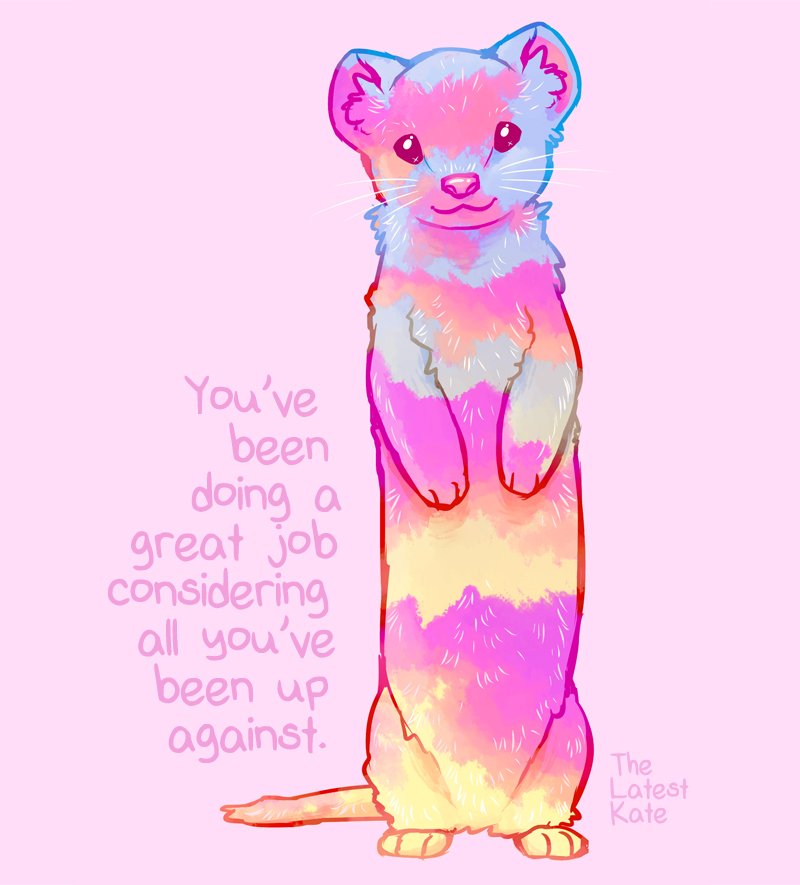 You've
been
doing a
great job
considering
all you've
been up
against.
The
Latest
Kate